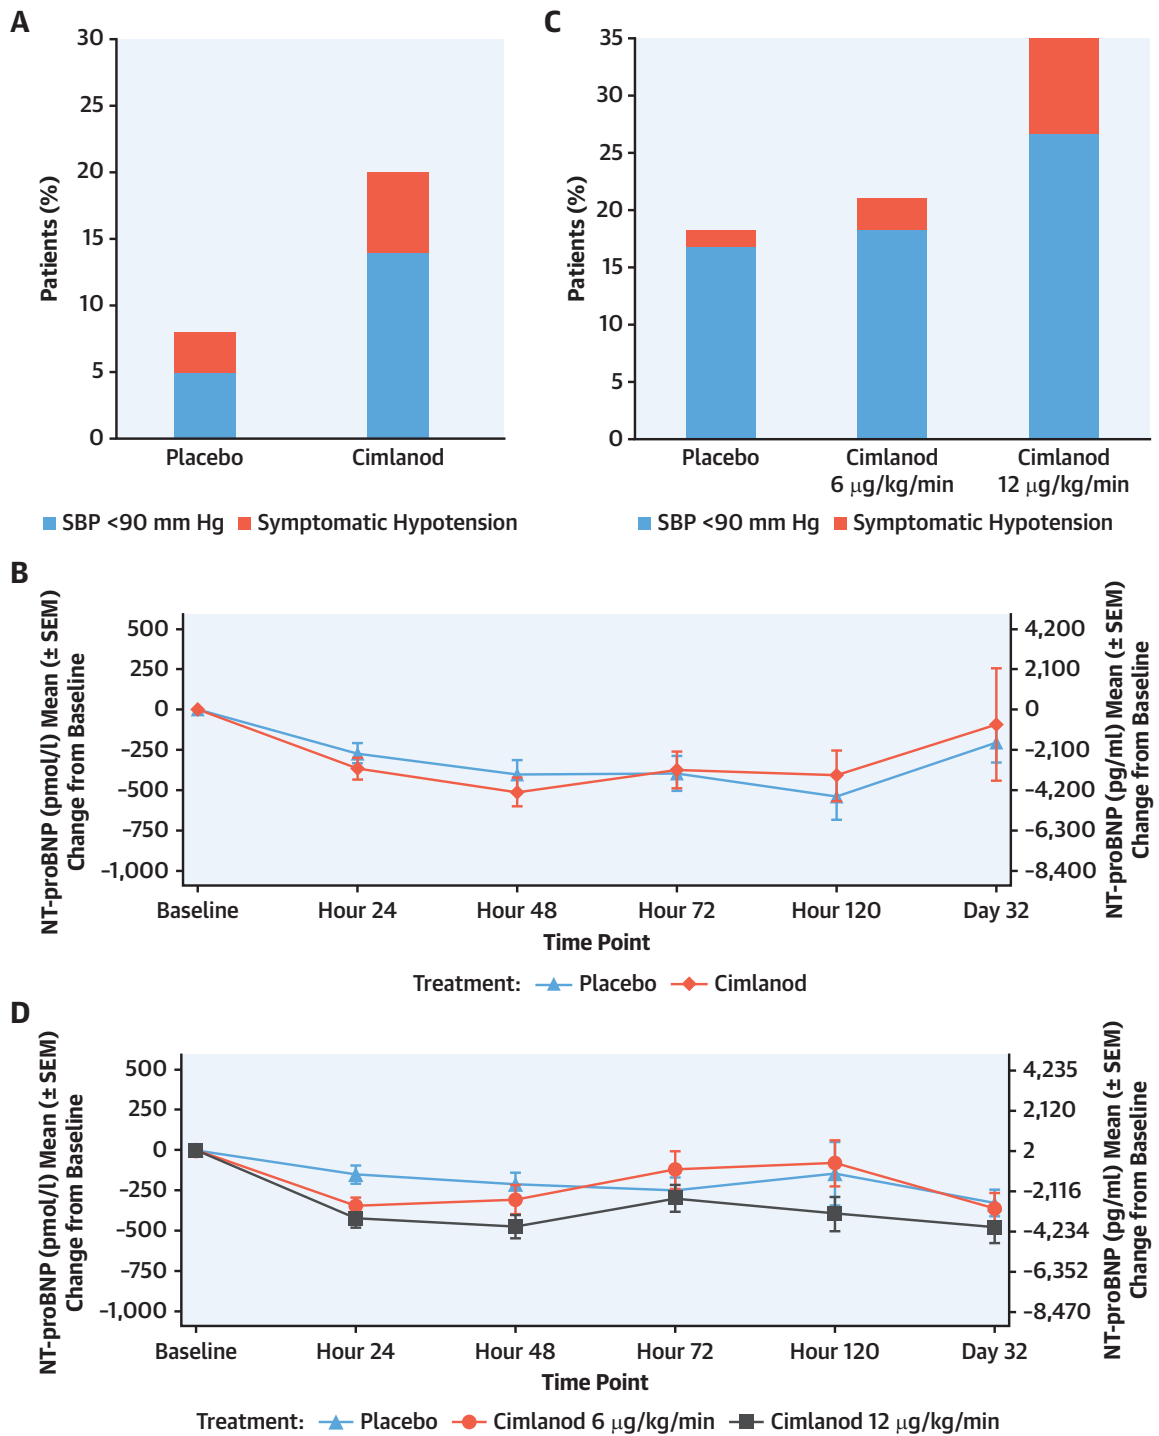 A
30
25
20
15
10
5
0
Patients (%)
Placebo
Cimlanod
SBP <90 mm Hg
Symptomatic Hypotension
C
35
30
25
20
15
10
5
0
Patients (%)
Placebo
Cimlanod
6 μg/kg/min
Cimlanod
12 μg/kg/min
SBP <90 mm Hg
Symptomatic Hypotension
B
NT-proBNP (pmol/l) Mean (± SEM)
Change from Baseline
500
250
0
-250
-500
-750
-1,000
4,200
2,100
0
-2,100
-4,200
-6,300
-8,400
NT-proBNP (pg/ml) Mean (± SEM)
Change from Baseline
Baseline
Hour 24
Hour 48
Hour 72
Hour 120
Day 32
Time Point
Treatment:
Placebo
Cimlanod
D
NT-proBNP (pmol/l) Mean (± SEM)
Change from Baseline
500
250
0
-250
-500
-750
-1,000
4,235
2,120
2
-2,116
-4,234
-6,352
-8,470
NT-proBNP (pg/ml) Mean (± SEM)
Change from Baseline
Baseline
Hour 24
Hour 48
Hour 72
Hour 120
Day 32
Time Point
Treatment:
Placebo
Cimlanod 6 μg/kg/min
Cimlanod 12 μg/kg/min